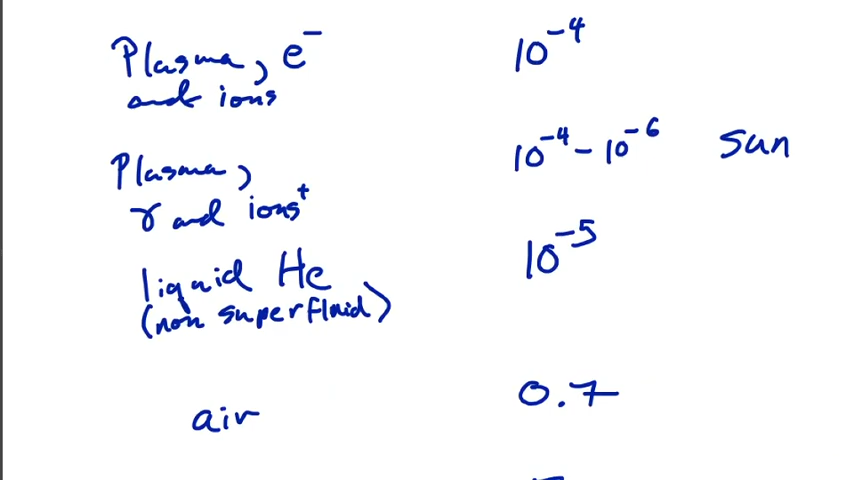 Plasma, e⁻ 10⁻⁴
and ions
Plasma, 10⁻⁴ - 10⁻⁶ sun
γ and ions⁺
liquid He 10⁻⁵
(non superfluid)
air 0.7